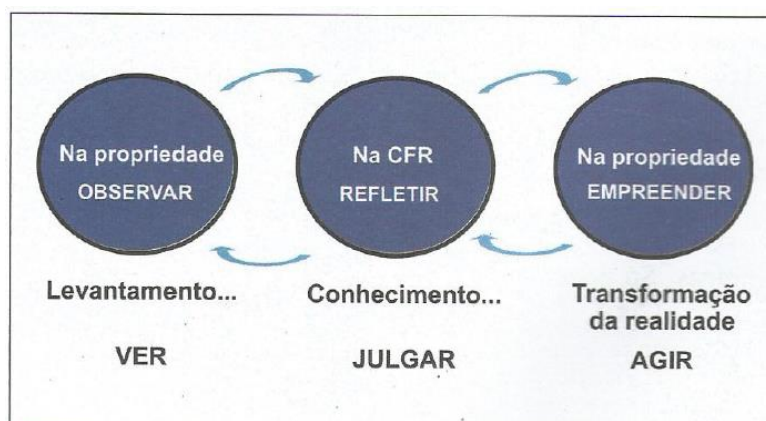 Na propriedade
OBSERVAR
Na CFR
REFLETIR
Na propriedade
EMPREENDER
Levantamento...
Conhecimento...
Transformação
da realidade
VER
JULGAR
AGIR